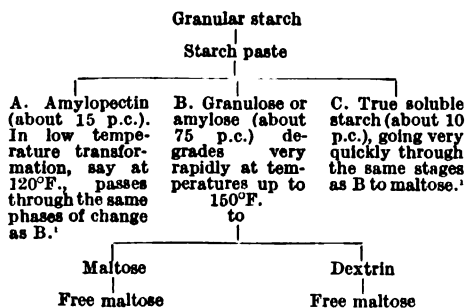 Granular starch
Starch paste
A. Amylopectin
(about 15 p.c.).
In low tempe-
rature transfor-
mation, say at
120°F., passes
through the same
phases of change
as B.¹
B. Granulose or
amylose (about
75 p.c.) de-
grades very
rapidly at tem-
peratures up to
150°F.
to
C. True soluble
starch (about 10
p.c.), going very
quickly through
the same stages
as B to maltose.¹
Maltose
Dextrin
Free maltose
Free maltose